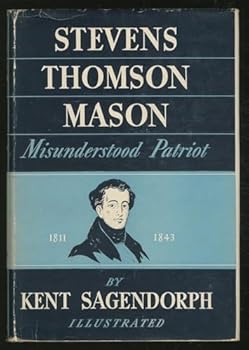 STEVENS
THOMSON
MASON
Misunderstood Patriot
1811 1843
BY
KENT SAGENDORPH
ILLUSTRATED